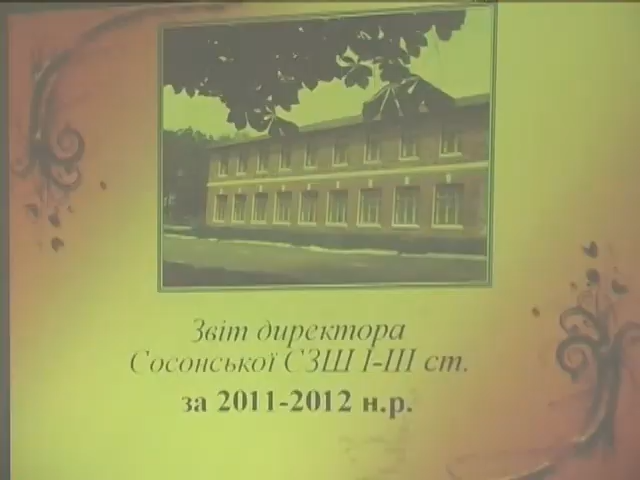 Звіт директора
Сосонської СЗШ І-ІІІ ст.
за 2011-2012 н.р.